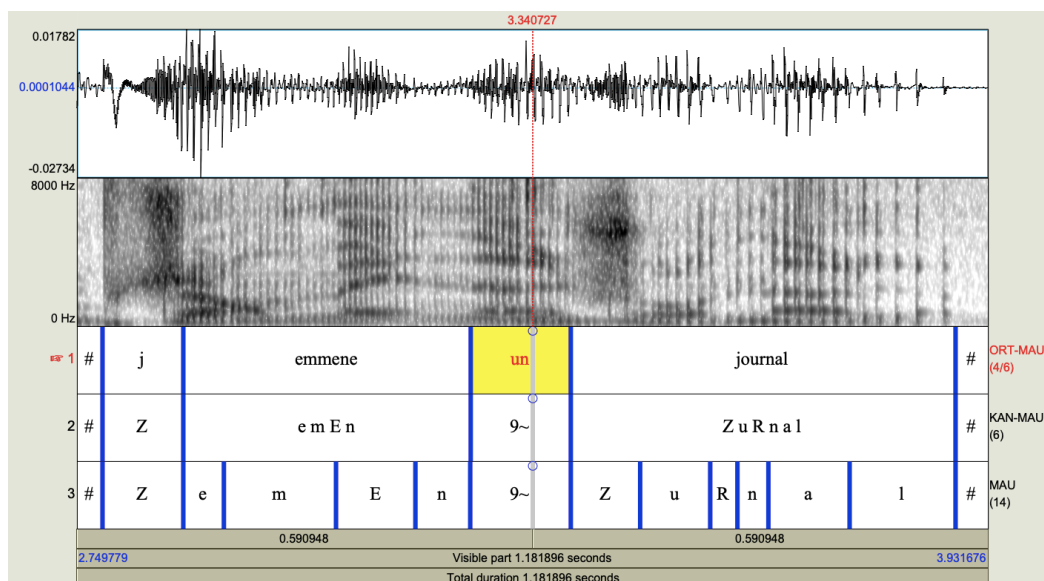 3.340727
0.01782
0.0001044
-0.02734
8000 Hz
0 Hz
☞ 1 # j emmene un journal # ORT-MAU
(4/6)
2 # Z e m E n 9~ Z u R n a l # KAN-MAU
(6)
3 # Z e m E n 9~ Z u R n a l # MAU
(14)
0.590948 0.590948
2.749779 Visible part 1.181896 seconds 3.931676
Total duration 1.181896 seconds